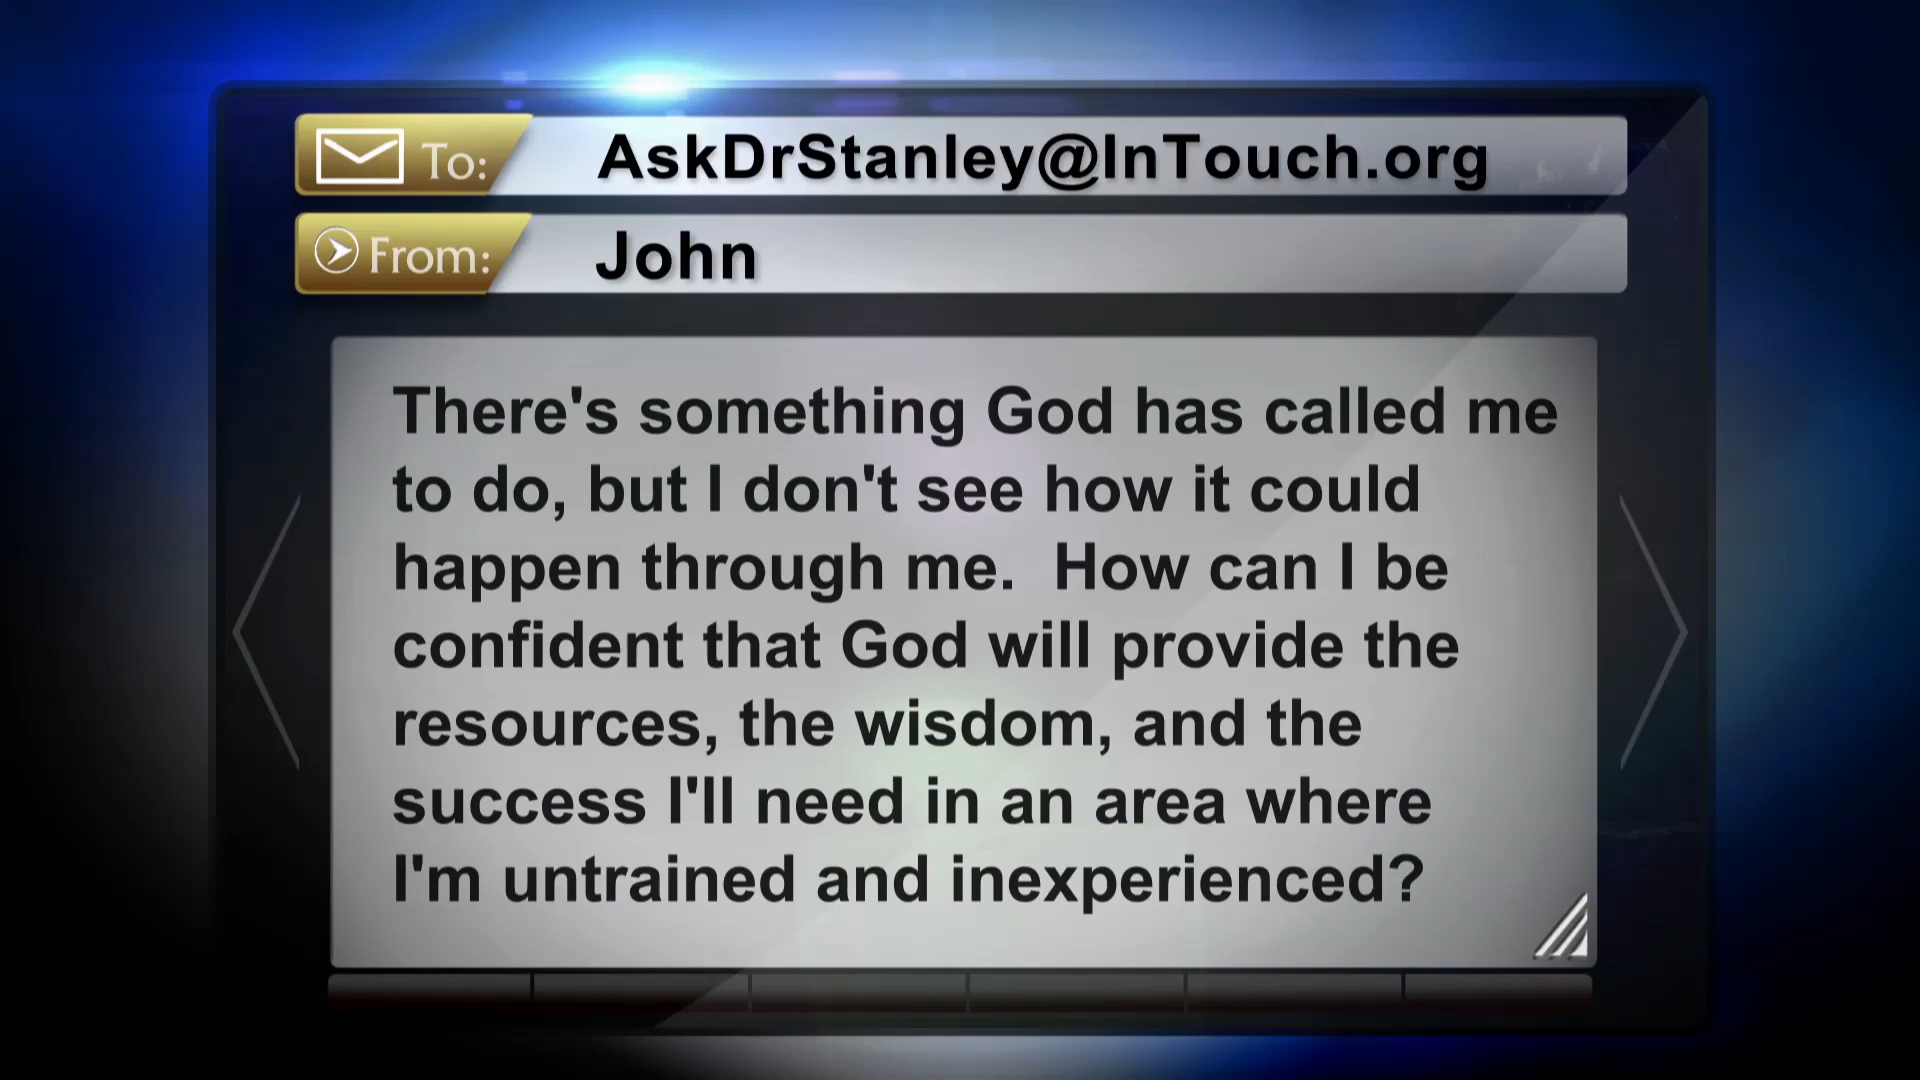 To: AskDrStanley@InTouch.org
From: John
There's something God has called me
to do, but I don't see how it could
happen through me.  How can I be
confident that God will provide the
resources, the wisdom, and the
success I'll need in an area where
I'm untrained and inexperienced?